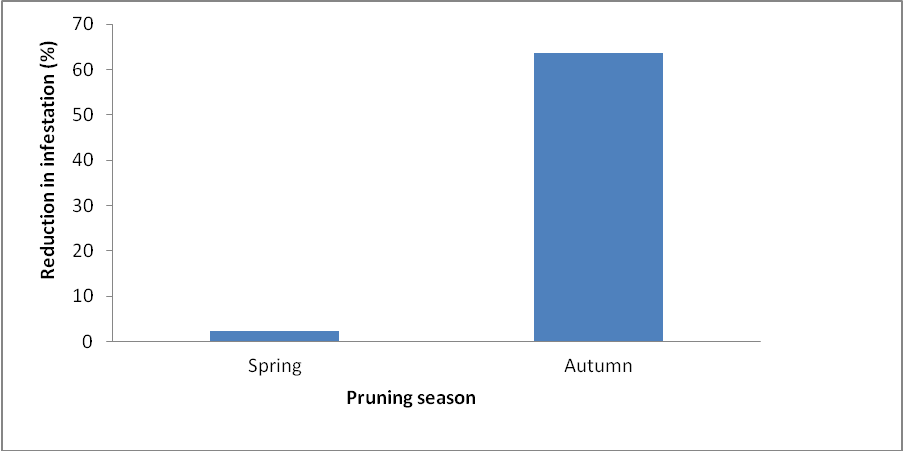 70
60
50
40
30
20
10
0
Reduction in infestation (%)
Spring
Autumn
Pruning season